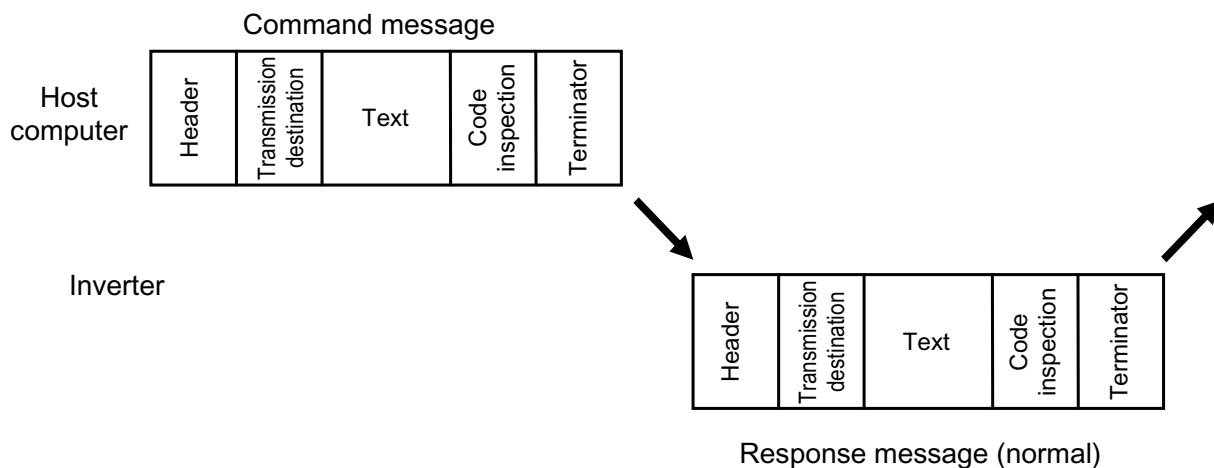 Command message
Host
computer
Header
Transmission
destination
Text
Code
inspection
Terminator
Inverter
Header
Transmission
destination
Text
Code
inspection
Terminator
Response message (normal)